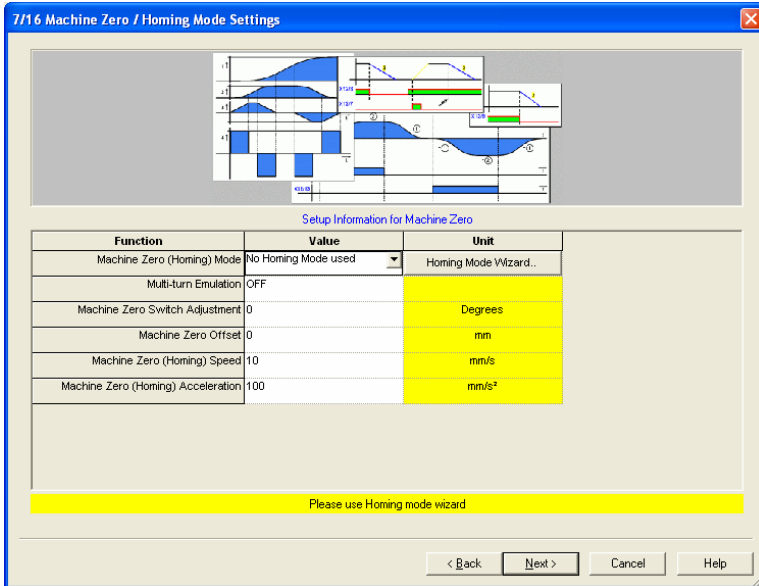 7/16 Machine Zero / Homing Mode Settings
Setup Information for Machine Zero
Function Value Unit
Machine Zero (Homing) Mode No Homing Mode used Homing Mode Wizard..
Multi-turn Emulation OFF
Machine Zero Switch Adjustment 0 Degrees
Machine Zero Offset 0 mm
Machine Zero (Homing) Speed 10 mm/s
Machine Zero (Homing) Acceleration 100 mm/s²
Please use Homing mode wizard
< Back Next > Cancel Help